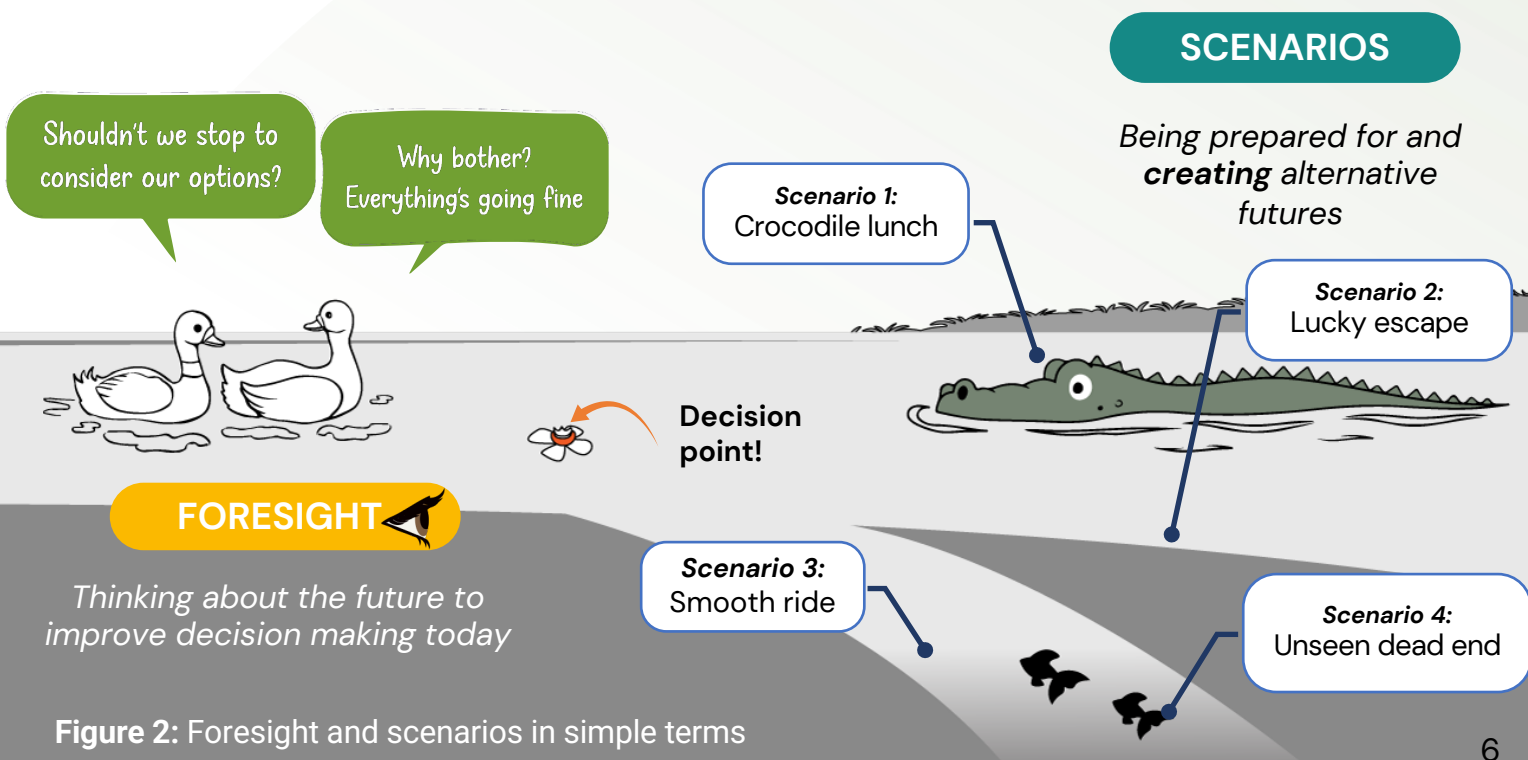 SCENARIOS
Being prepared for and
creating alternative
futures
Shouldn't we stop to
consider our options?
Why bother?
Everything's going fine
Scenario 1:
Crocodile lunch
Scenario 2:
Lucky escape
Decision
point!
FORESIGHT
Thinking about the future to
improve decision making today
Scenario 3:
Smooth ride
Scenario 4:
Unseen dead end
Figure 2: Foresight and scenarios in simple terms
6